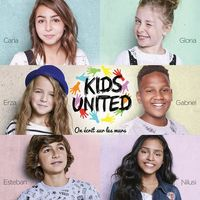 Carla
Gloria
KIDS
UNITED
On écrit sur les murs
Erza
Gabriel
Esteban
Nilusi